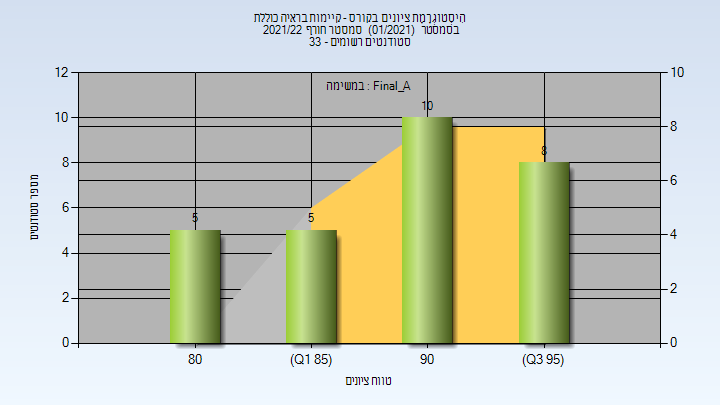 היסטוגרמת ציונים בקורס - קיימות בראיה כוללת
בסמסטר (01/2021) סמסטר חורף 2021/22
סטודנטים רשומים - 33
במשימה : Final_A
12
10
8
6
4
2
0
10
8
6
4
2
0
5
5
10
8
80
(Q1 85)
90
(Q3 95)
מספר סטודנטים
טווח ציונים